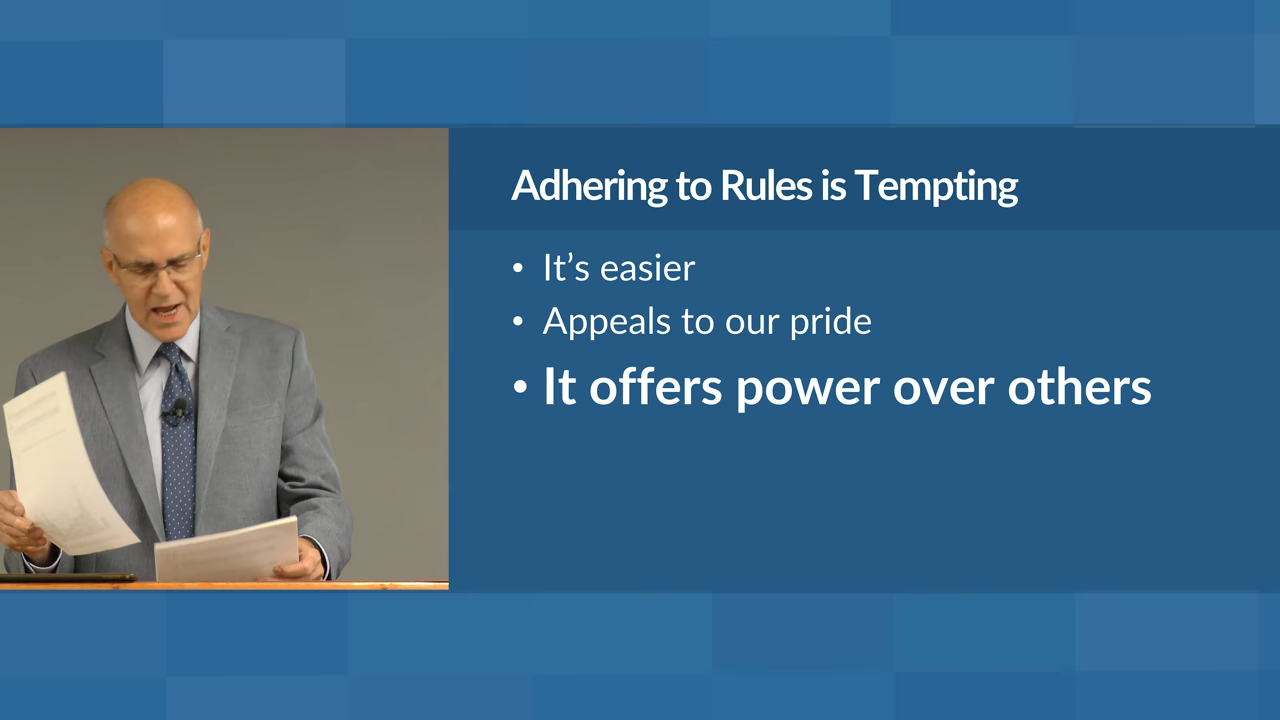 Adhering to Rules is Tempting
• It’s easier
• Appeals to our pride
• It offers power over others